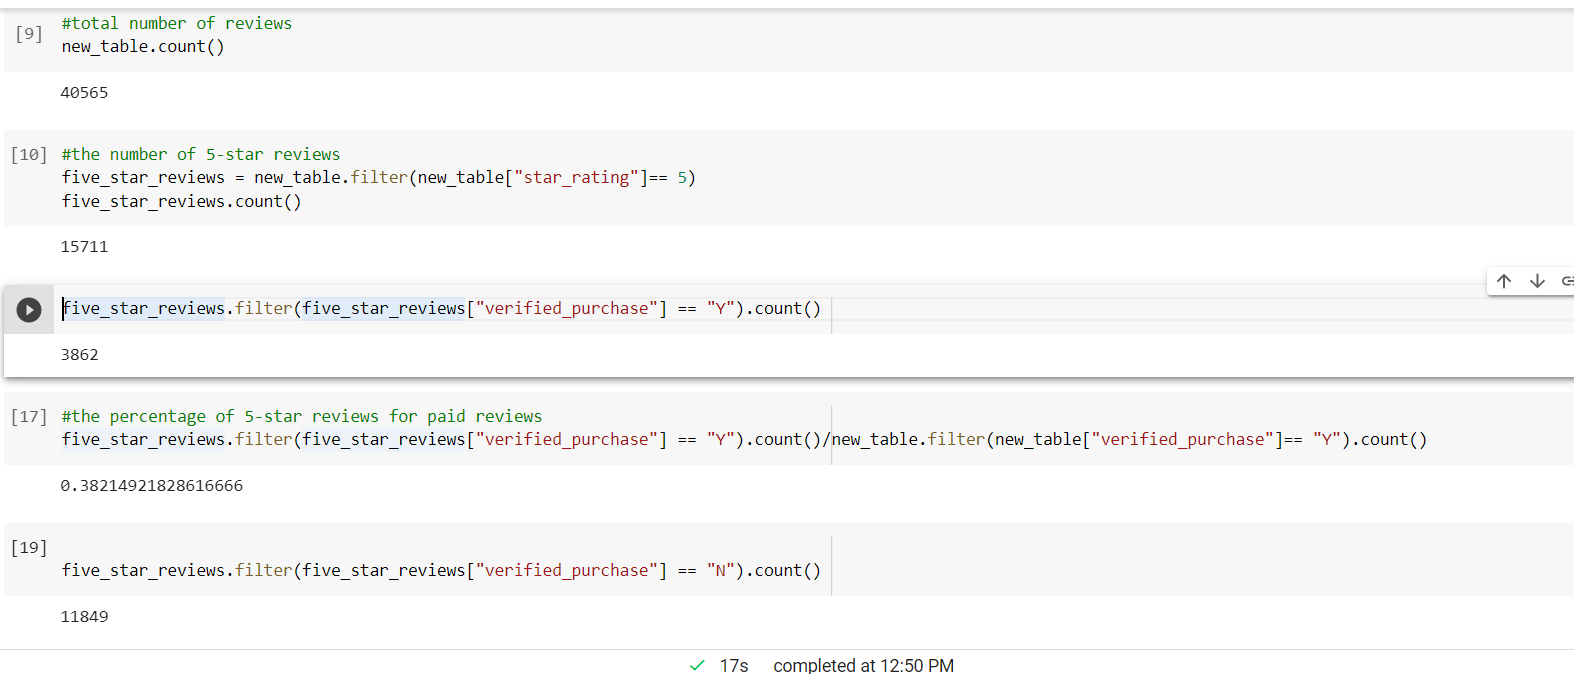 [9] #total number of reviews
new_table.count()
40565
[10] #the number of 5-star reviews
five_star_reviews = new_table.filter(new_table["star_rating"]== 5)
five_star_reviews.count()
15711
five_star_reviews.filter(five_star_reviews["verified_purchase"] == "Y").count()
3862
[17] #the percentage of 5-star reviews for paid reviews
five_star_reviews.filter(five_star_reviews["verified_purchase"] == "Y").count()/new_table.filter(new_table["verified_purchase"]== "Y").count()
0.38214921828616666
[19]
five_star_reviews.filter(five_star_reviews["verified_purchase"] == "N").count()
11849
17s completed at 12:50 PM